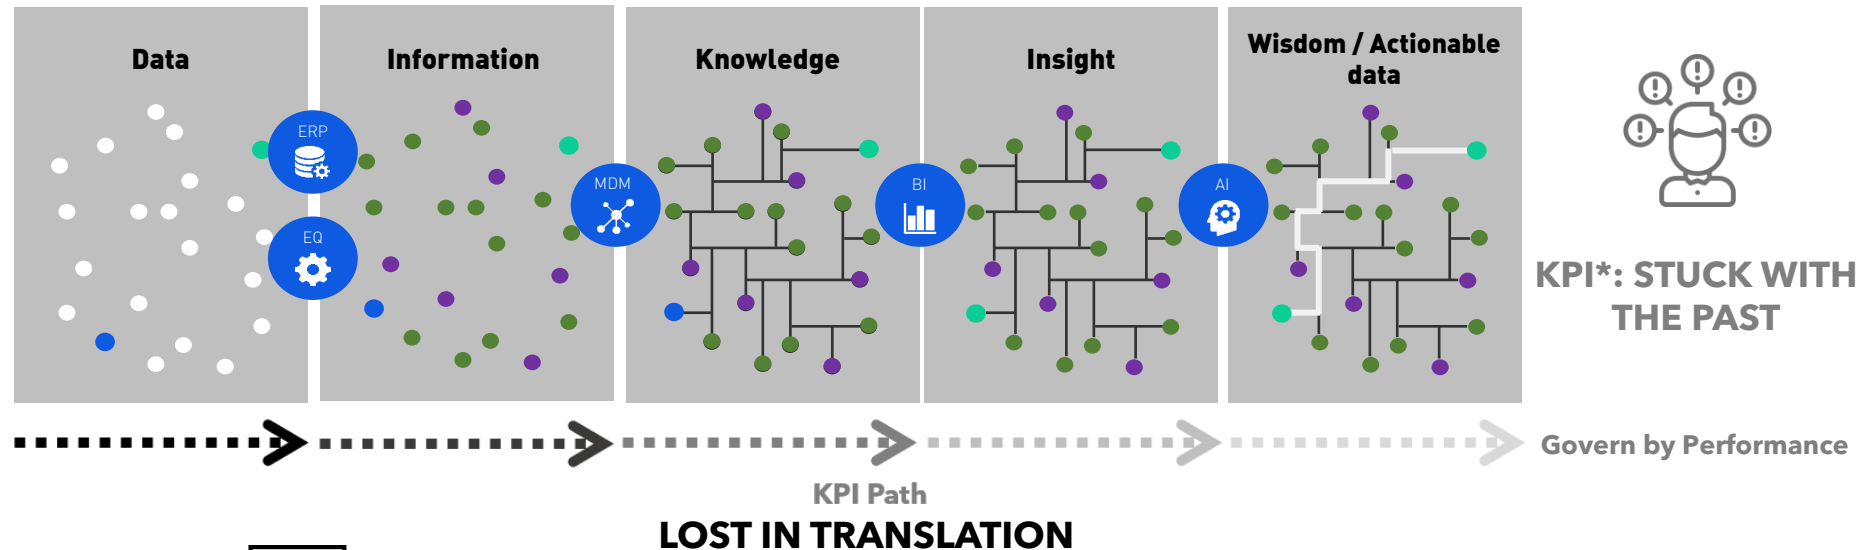 Data
Information
Knowledge
Insight
Wisdom / Actionable
data
ERP
EQ
MDM
BI
AI
KPI*: STUCK WITH
THE PAST
Govern by Performance
KPI Path
LOST IN TRANSLATION